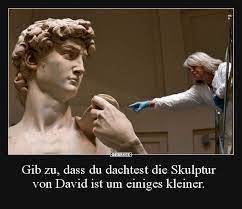 Gib zu, dass du dachtest die Skulptur
von David ist um einiges kleiner.